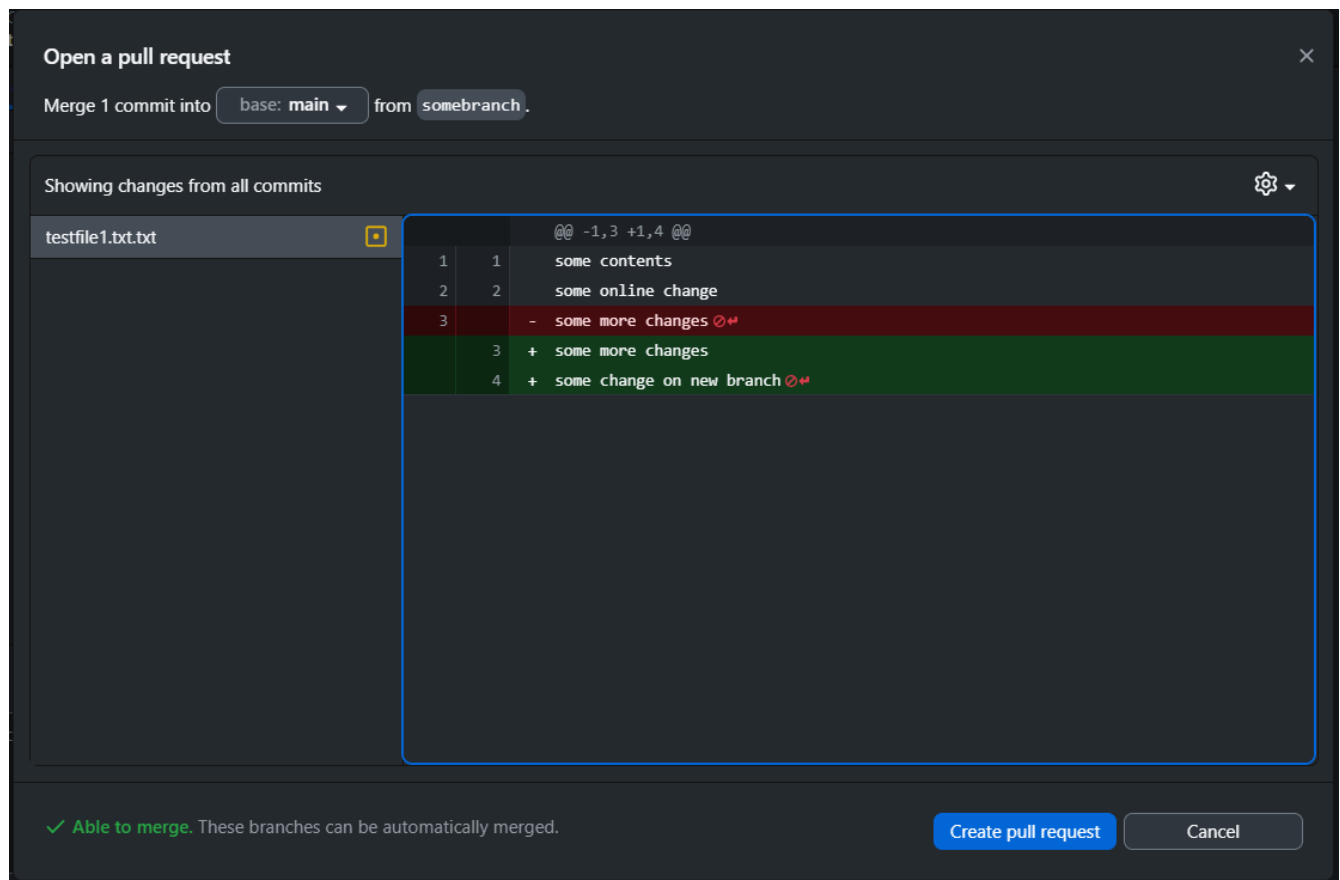 Open a pull request
Merge 1 commit into base: main from somebranch.
Showing changes from all commits
testfile1.txt.txt
@@ -1,3 +1,4 @@
1 1 some contents
2 2 some online change
3 - some more changes
3 + some more changes
4 + some change on new branch
Able to merge. These branches can be automatically merged.
Create pull request
Cancel